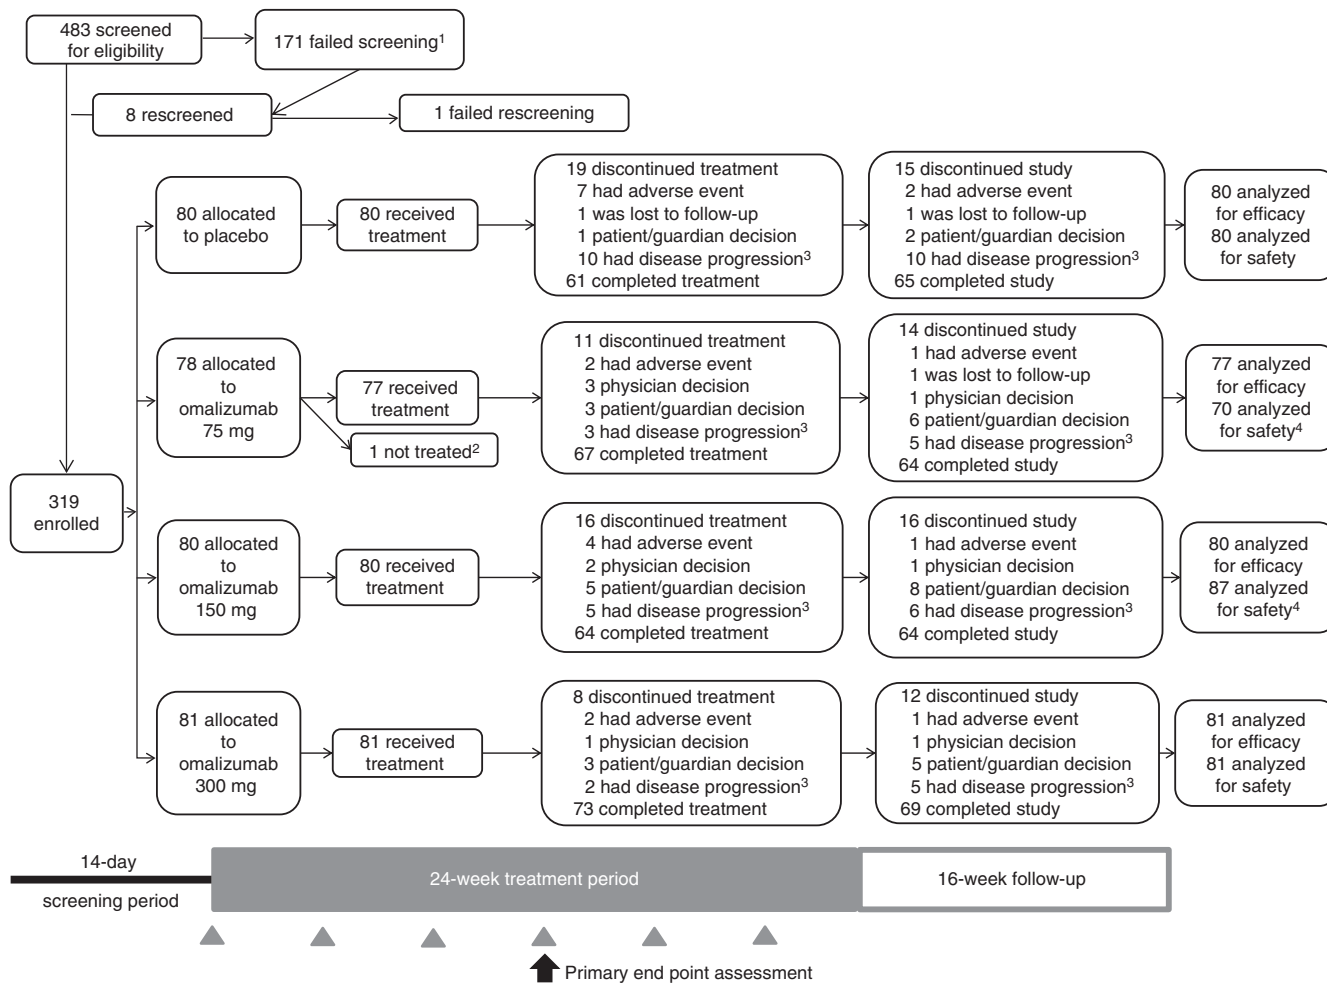 483 screened
for eligibility
171 failed screening¹
8 rescreened
1 failed rescreening
80 allocated
to placebo
80 received
treatment
19 discontinued treatment
7 had adverse event
1 was lost to follow-up
1 patient/guardian decision
10 had disease progression³
61 completed treatment
15 discontinued study
2 had adverse event
1 was lost to follow-up
2 patient/guardian decision
10 had disease progression³
65 completed study
80 analyzed
for efficacy
80 analyzed
for safety
78 allocated
to
omalizumab
75 mg
77 received
treatment
1 not treated²
11 discontinued treatment
2 had adverse event
3 physician decision
3 patient/guardian decision
3 had disease progression³
67 completed treatment
14 discontinued study
1 had adverse event
1 was lost to follow-up
1 physician decision
6 patient/guardian decision
5 had disease progression³
64 completed study
77 analyzed
for efficacy
70 analyzed
for safety⁴
319
enrolled
80 allocated
to
omalizumab
150 mg
80 received
treatment
16 discontinued treatment
4 had adverse event
2 physician decision
5 patient/guardian decision
5 had disease progression³
64 completed treatment
16 discontinued study
1 had adverse event
1 physician decision
8 patient/guardian decision
6 had disease progression³
64 completed study
80 analyzed
for efficacy
87 analyzed
for safety⁴
81 allocated
to
omalizumab
300 mg
81 received
treatment
8 discontinued treatment
2 had adverse event
1 physician decision
3 patient/guardian decision
2 had disease progression³
73 completed treatment
12 discontinued study
1 had adverse event
1 physician decision
5 patient/guardian decision
5 had disease progression³
69 completed study
81 analyzed
for efficacy
81 analyzed
for safety
14-day
screening period
24-week treatment period
16-week follow-up
Primary end point assessment